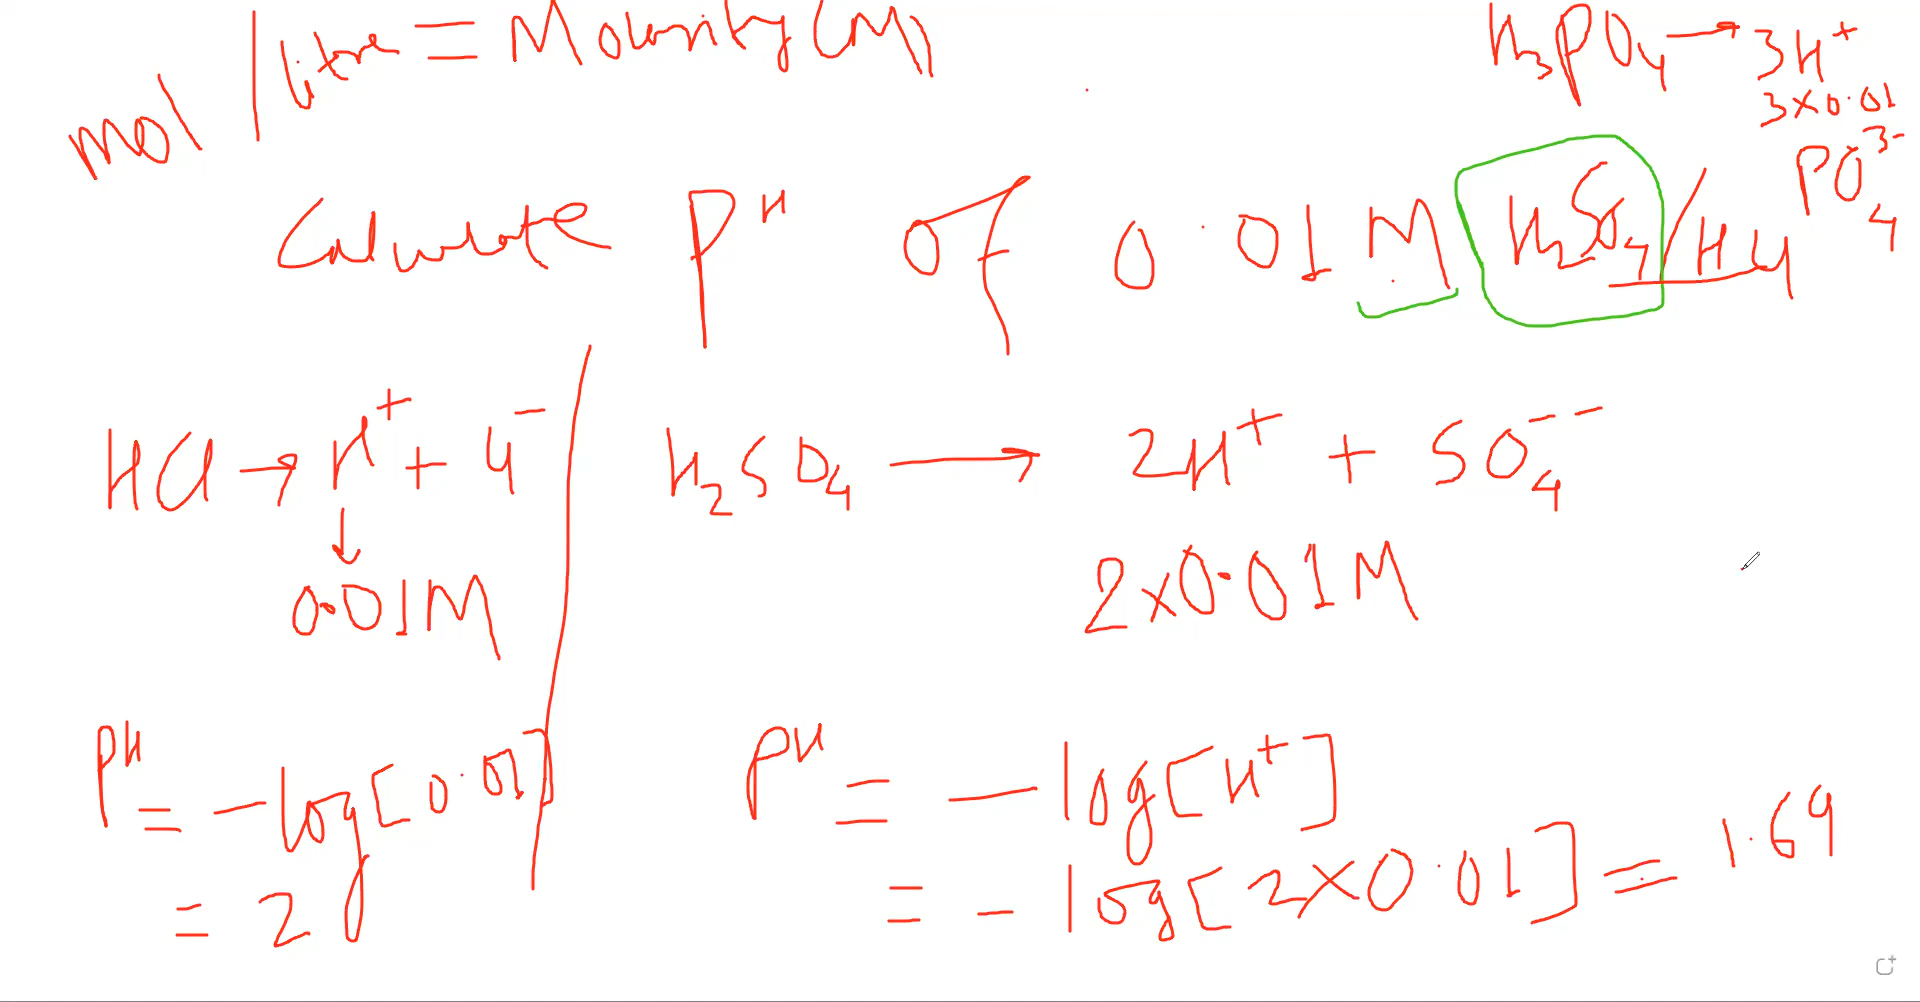 mol / litre = Molarity (M)
H₃PO₄ → 3H⁺
3×0.01
PO₄³⁻
Calculate Pᴴ of 0.01 M H₂SO₄ / HCl
HCl → H⁺ + Cl⁻
0.01M
H₂SO₄ → 2H⁺ + SO₄⁻⁻
2×0.01M
Pᴴ = -log[0.01]
= 2
Pᴴ = -log[H⁺]
= -log[2×0.01] = 1.69